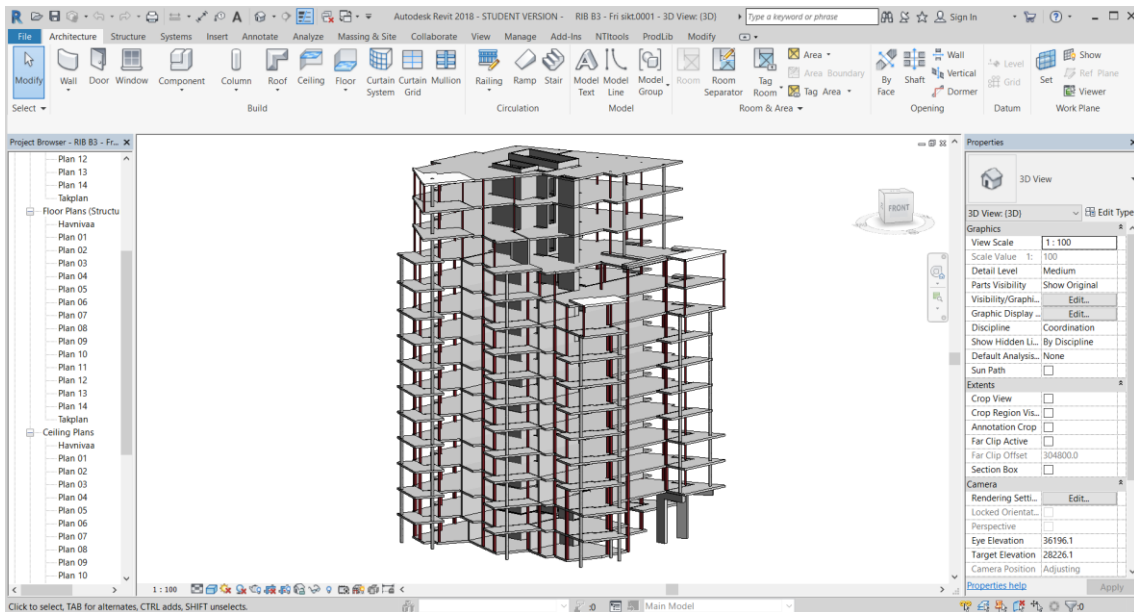 Autodesk Revit 2018 - STUDENT VERSION - RIB B3 - Fri sikt.0001 - 3D View: {3D}
Type a keyword or phrase
Sign In
File Architecture Structure Systems Insert Annotate Analyze Massing & Site Collaborate View Manage Add-Ins NTItools ProdLib Modify
Modify Wall Door Window Component Column Roof Ceiling Floor Curtain System Curtain Grid Mullion Railing Ramp Stair Model Text Model Line Model Group Room Room Separator Tag Room
Area
Area Boundary
Tag Area
By Face Shaft
Wall
Vertical
Dormer
Level
Grid
Set
Show
Ref Plane
Viewer
Select Build Circulation Model Room & Area Opening Datum Work Plane
Project Browser - RIB B3 - Fr...
Plan 12
Plan 13
Plan 14
Takplan
Floor Plans (Structu
Havnivaa
Plan 01
Plan 02
Plan 03
Plan 04
Plan 05
Plan 06
Plan 07
Plan 08
Plan 09
Plan 10
Plan 11
Plan 12
Plan 13
Plan 14
Takplan
Ceiling Plans
Havnivaa
Plan 01
Plan 02
Plan 03
Plan 04
Plan 05
Plan 06
Plan 07
Plan 08
Plan 09
Plan 10
FRONT
Properties
3D View
3D View: {3D} Edit Type
Graphics
View Scale 1 : 100
Scale Value 1: 100
Detail Level Medium
Parts Visibility Show Original
Visibility/Graphi... Edit...
Graphic Display ... Edit...
Discipline Coordination
Show Hidden Li... By Discipline
Default Analysis... None
Sun Path
Extents
Crop View
Crop Region Vis...
Annotation Crop
Far Clip Active
Far Clip Offset 304800.0
Section Box
Camera
Rendering Setti... Edit...
Locked Orientat...
Perspective
Eye Elevation 36196.1
Target Elevation 28226.1
Camera Position Adjusting
Properties help Apply
1 : 100
Click to select, TAB for alternates, CTRL adds, SHIFT unselects.
:0
Main Model
:0